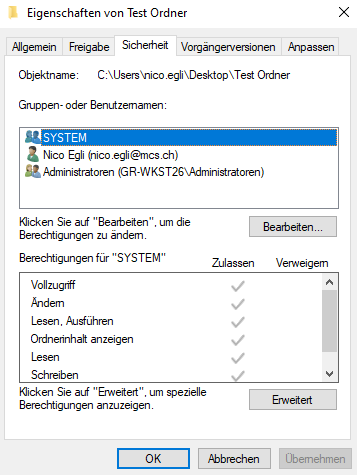 Eigenschaften von Test Ordner
Allgemein Freigabe Sicherheit Vorgängerversionen Anpassen
Objektname: C:\Users\nico.egli\Desktop\Test Ordner
Gruppen- oder Benutzernamen:
SYSTEM
Nico Egli (nico.egli@mcs.ch)
Administratoren (GR-WKST26\Administratoren)
Klicken Sie auf "Bearbeiten", um die
Berechtigungen zu ändern.
Bearbeiten...
Berechtigungen für "SYSTEM" Zulassen Verweigern
Vollzugriff
Ändern
Lesen, Ausführen
Ordnerinhalt anzeigen
Lesen
Schreiben
Klicken Sie auf "Erweitert", um spezielle
Berechtigungen anzuzeigen.
Erweitert
OK Abbrechen Übernehmen